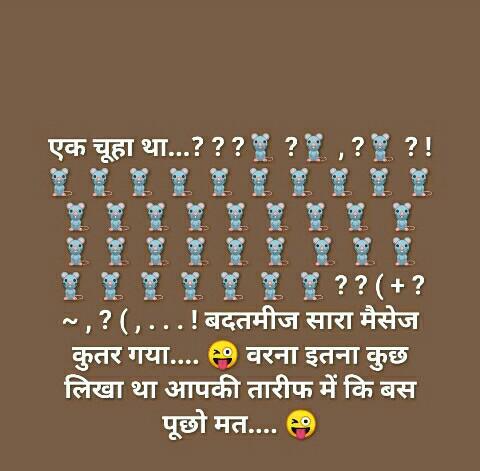 एक चूहा था...? ? ?🐁 ?🐁 , ?🐁 ? !
🐁 🐁 🐁 🐁 🐁 🐁 🐁 🐁 🐁 🐁
🐁 🐁 🐁 🐁 🐁 🐁 🐁 🐁 🐁
🐁 🐁 🐁 🐁 🐁 🐁 🐁 🐁 🐁
🐁 🐁 🐁 🐁 🐁 🐁 🐁 ? ? ( + ?
~ , ? ( , . . . ! बदतमीज सारा मैसेज
कुतर गया.... 😜 वरना इतना कुछ
लिखा था आपकी तारीफ में कि बस
पूछो मत.... 😜